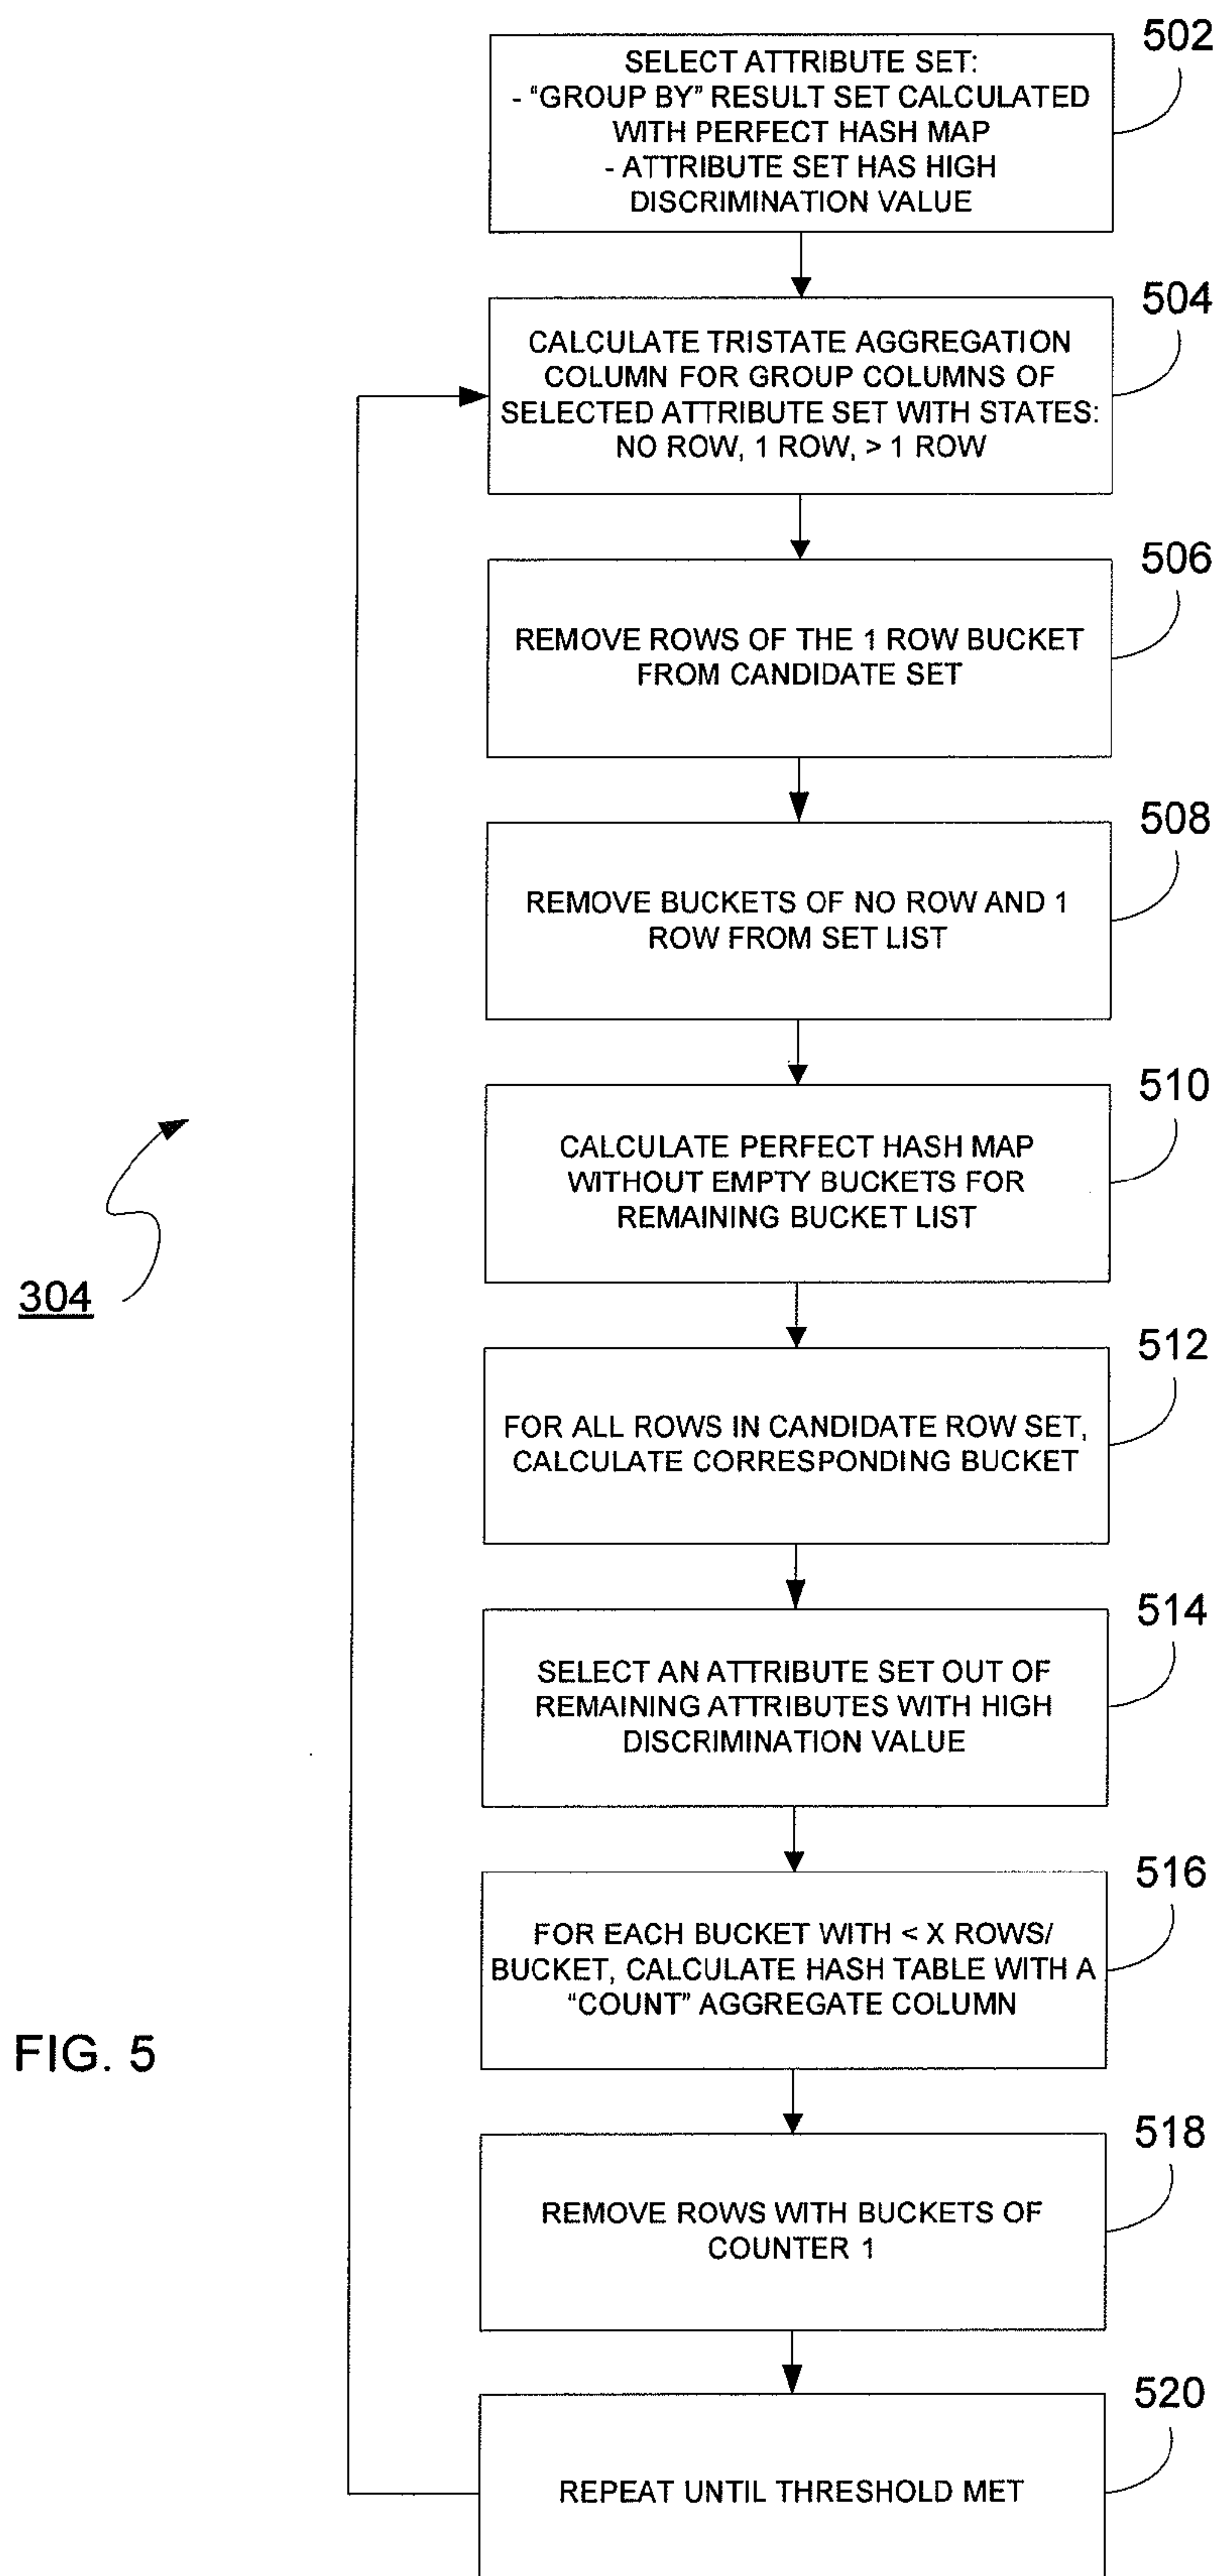 502
SELECT ATTRIBUTE SET:
- "GROUP BY" RESULT SET CALCULATED
WITH PERFECT HASH MAP
- ATTRIBUTE SET HAS HIGH
DISCRIMINATION VALUE
504
CALCULATE TRISTATE AGGREGATION
COLUMN FOR GROUP COLUMNS OF
SELECTED ATTRIBUTE SET WITH STATES:
NO ROW, 1 ROW, > 1 ROW
506
REMOVE ROWS OF THE 1 ROW BUCKET
FROM CANDIDATE SET
508
REMOVE BUCKETS OF NO ROW AND 1
ROW FROM SET LIST
510
CALCULATE PERFECT HASH MAP
WITHOUT EMPTY BUCKETS FOR
REMAINING BUCKET LIST
304
512
FOR ALL ROWS IN CANDIDATE ROW SET,
CALCULATE CORRESPONDING BUCKET
514
SELECT AN ATTRIBUTE SET OUT OF
REMAINING ATTRIBUTES WITH HIGH
DISCRIMINATION VALUE
516
FOR EACH BUCKET WITH < X ROWS/
BUCKET, CALCULATE HASH TABLE WITH A
"COUNT" AGGREGATE COLUMN
FIG. 5
518
REMOVE ROWS WITH BUCKETS OF
COUNTER 1
520
REPEAT UNTIL THRESHOLD MET